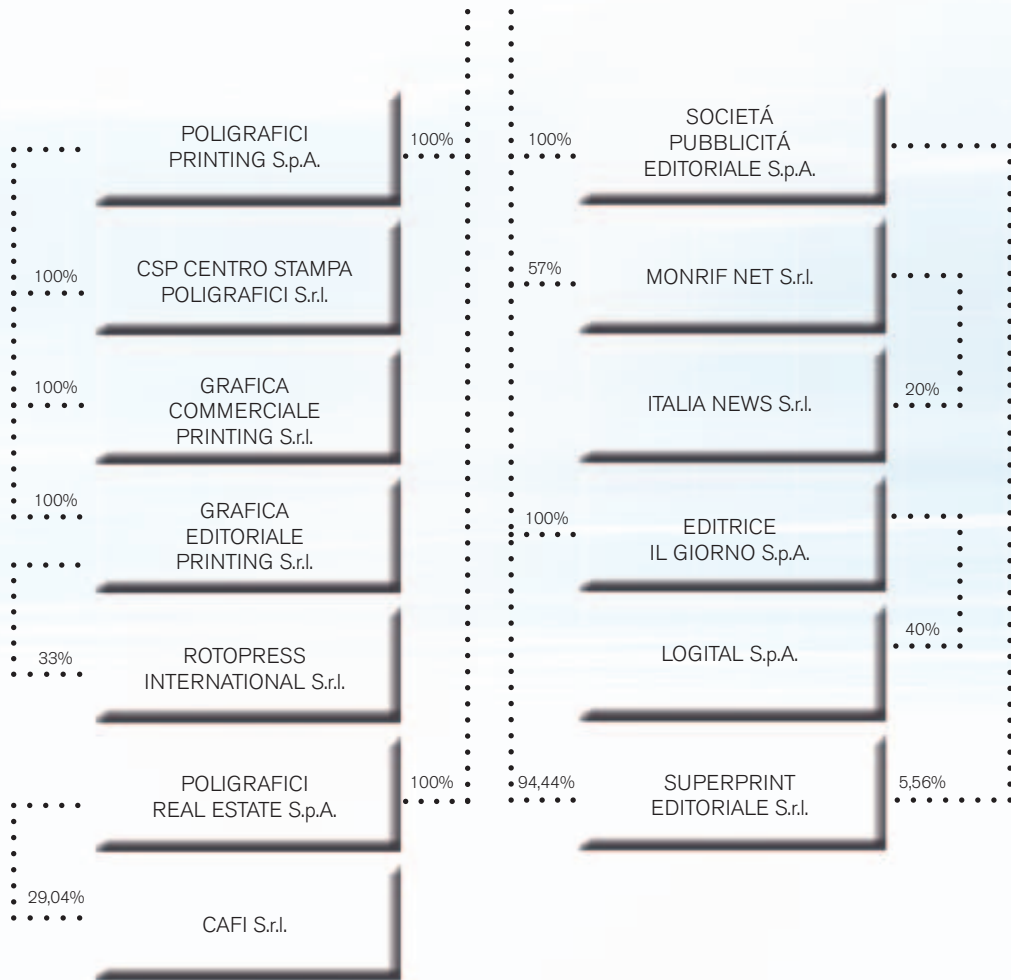 POLIGRAFICI
PRINTING S.p.A.
100%
100%
CSP CENTRO STAMPA
POLIGRAFICI S.r.l.
100%
GRAFICA
COMMERCIALE
PRINTING S.r.l.
100%
GRAFICA
EDITORIALE
PRINTING S.r.l.
33%
ROTOPRESS
INTERNATIONAL S.r.l.
POLIGRAFICI
REAL ESTATE S.p.A.
100%
29,04%
CAFI S.r.l.
100%
SOCIETÁ
PUBBLICITÁ
EDITORIALE S.p.A.
57%
MONRIF NET S.r.l.
ITALIA NEWS S.r.l.
20%
100%
EDITRICE
IL GIORNO S.p.A.
LOGITAL S.p.A.
40%
94,44%
SUPERPRINT
EDITORIALE S.r.l.
5,56%